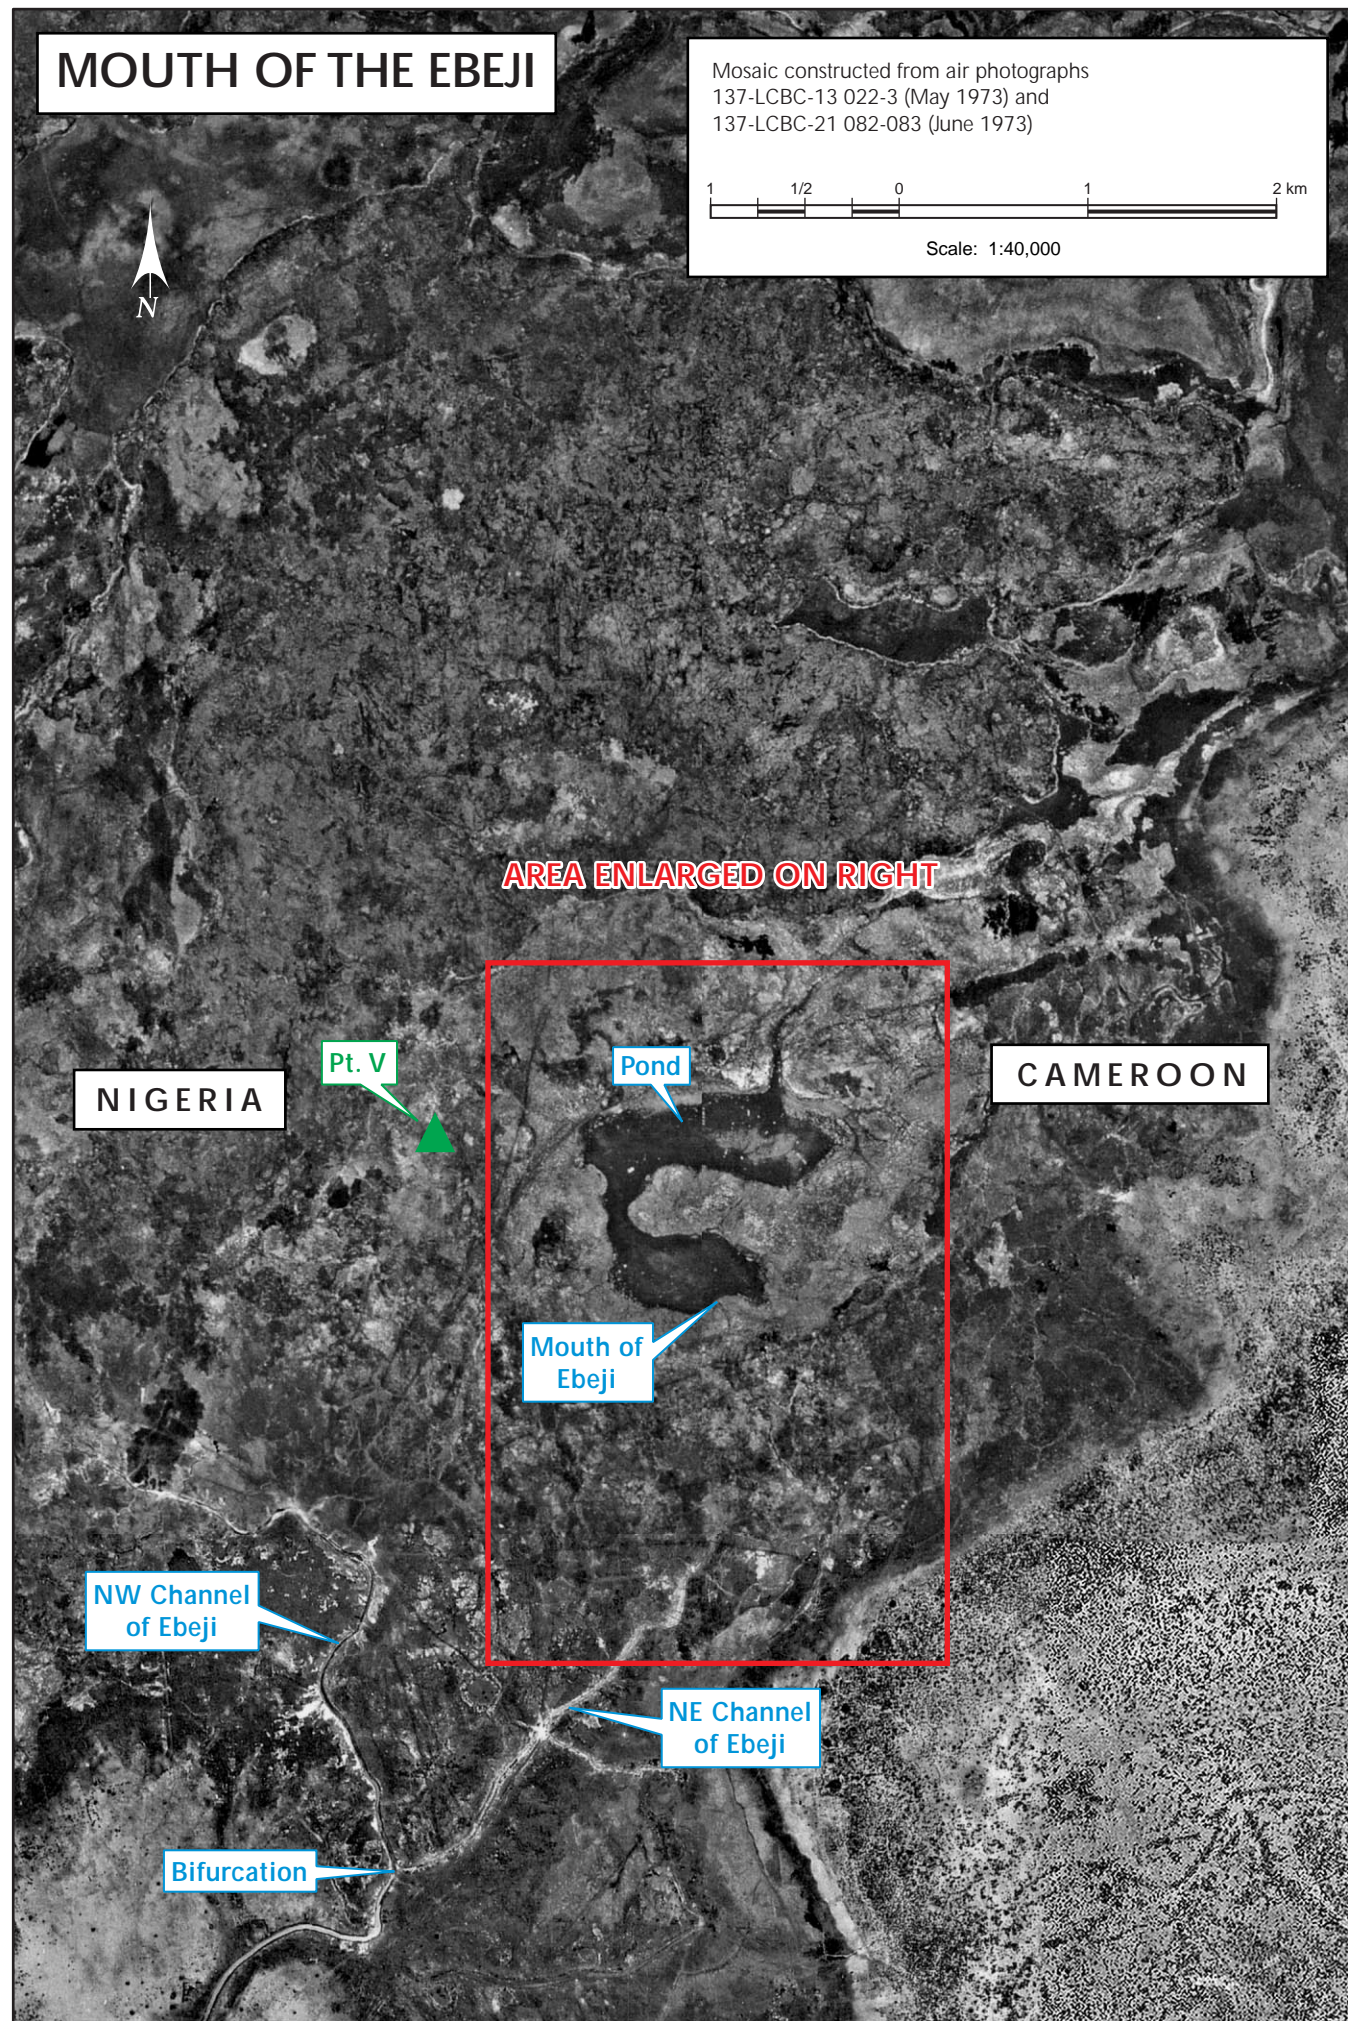 MOUTH OF THE EBEJI
Mosaic constructed from air photographs
137-LCBC-13 022-3 (May 1973) and
137-LCBC-21 082-083 (June 1973)
1 1/2 0 1 2 km
Scale: 1:40,000
N
AREA ENLARGED ON RIGHT
NIGERIA
Pt. V
Pond
CAMEROON
Mouth of
Ebeji
NW Channel
of Ebeji
NE Channel
of Ebeji
Bifurcation